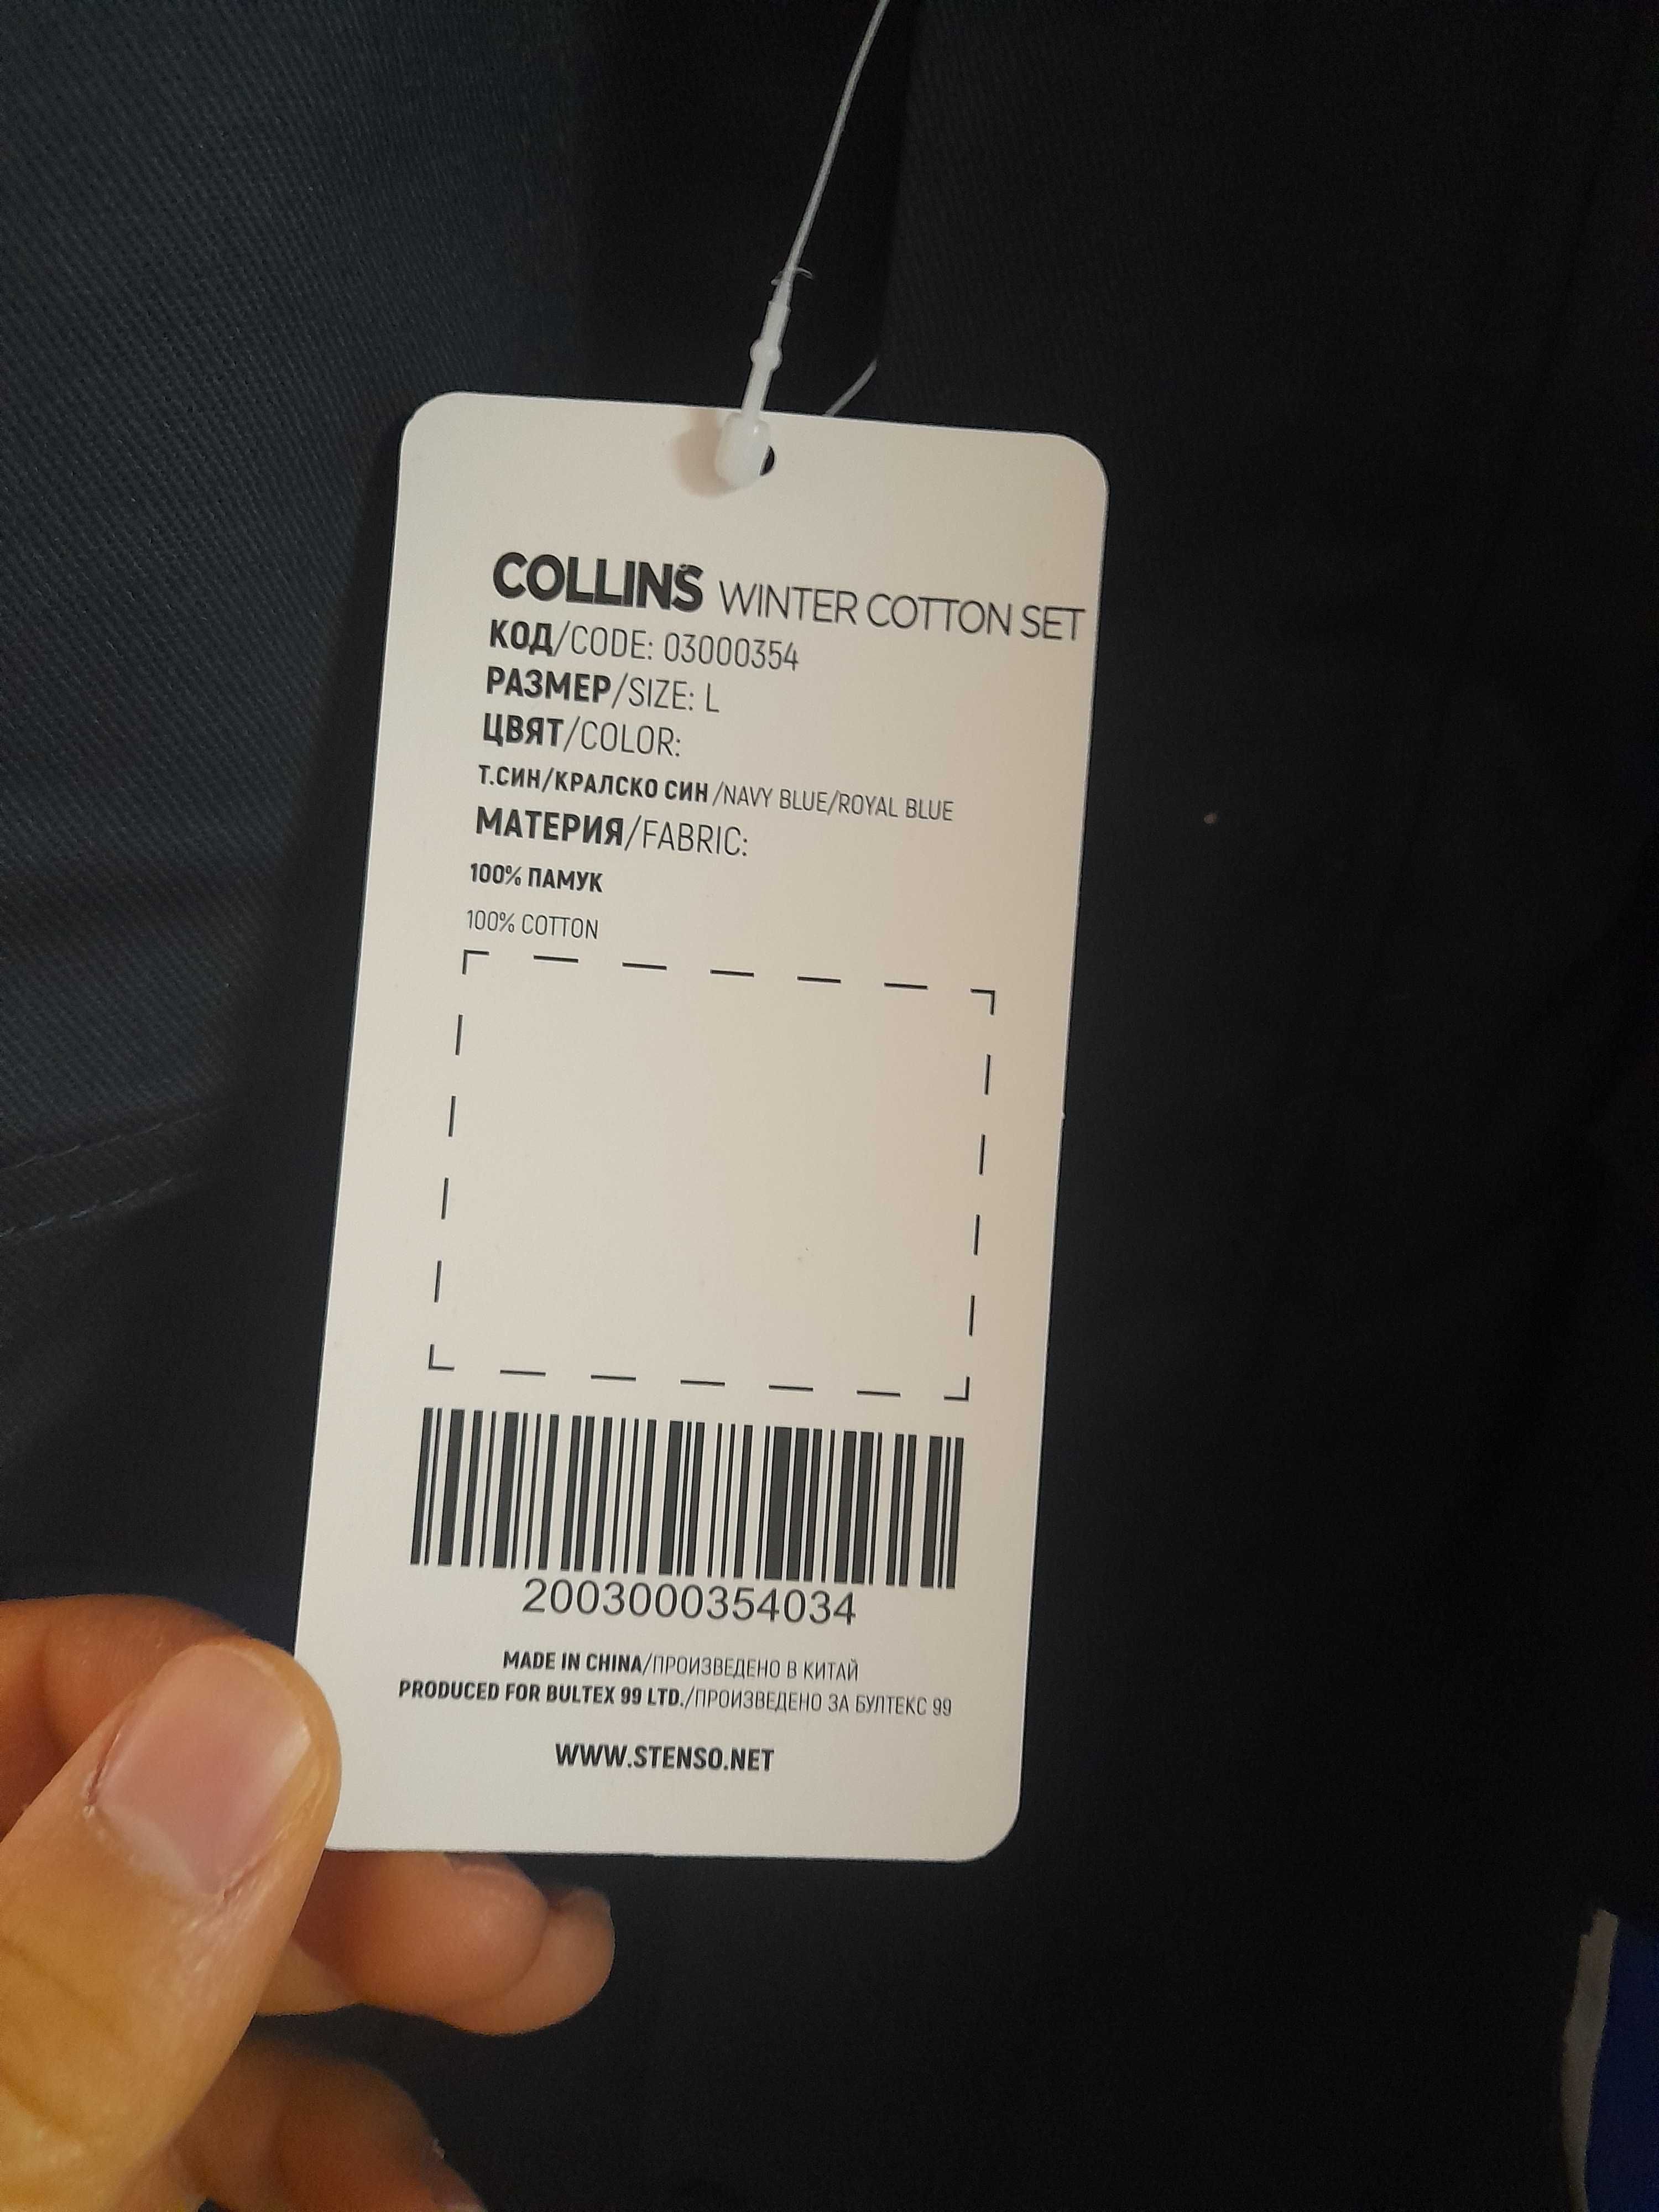 COLLINS WINTER COTTON SET
КОД/CODE: 03000354
РАЗМЕР/SIZE: L
ЦВЯТ/COLOR:
Т.СИН/КРАЛСКО СИН/NAVY BLUE/ROYAL BLUE
МАТЕРИЯ/FABRIC:
100% ПАМУК
100% COTTON
2003000354034
MADE IN CHINA/ПРОИЗВЕДЕНО В КИТАЙ
PRODUCED FOR BULTEX 99 LTD./ПРОИЗВЕДЕНО ЗА БУЛТЕКС 99
WWW.STENSO.NET